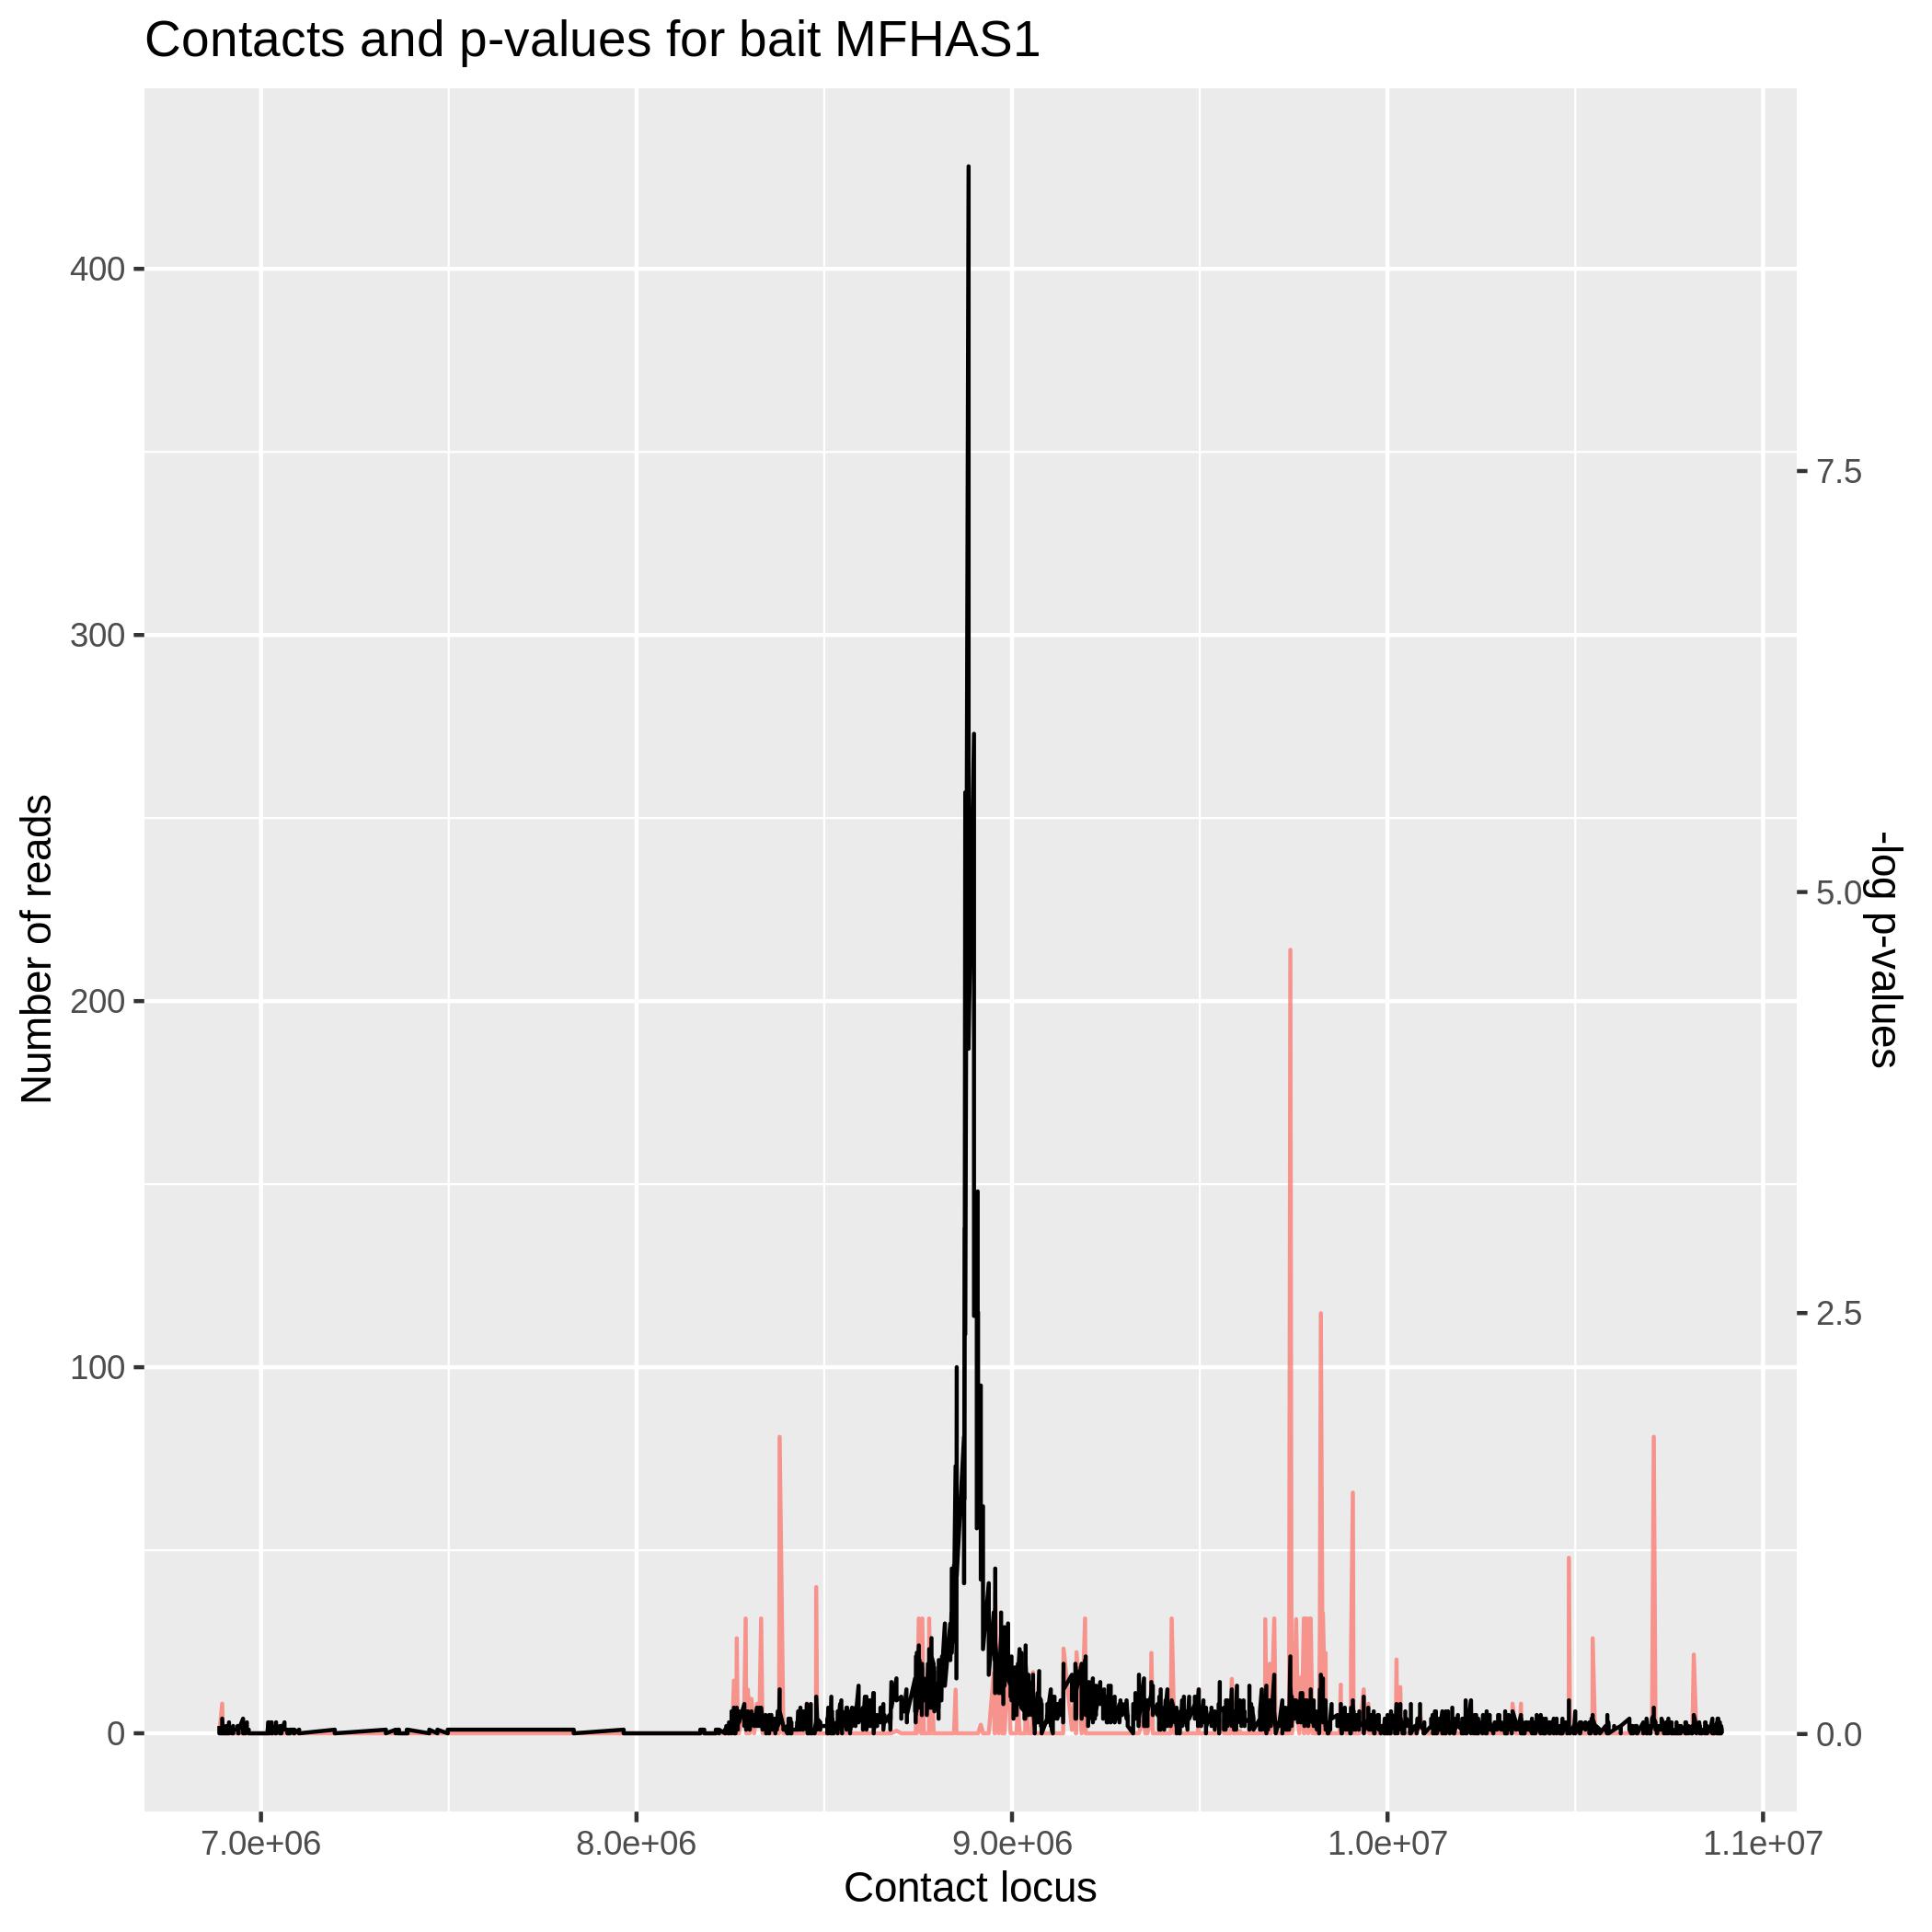 Contacts and p-values for bait MFHAS1
400
300
200
100
0
Number of reads
7.5
5.0
2.5
0.0
-log p-values
7.0e+06 8.0e+06 9.0e+06 1.0e+07 1.1e+07
Contact locus